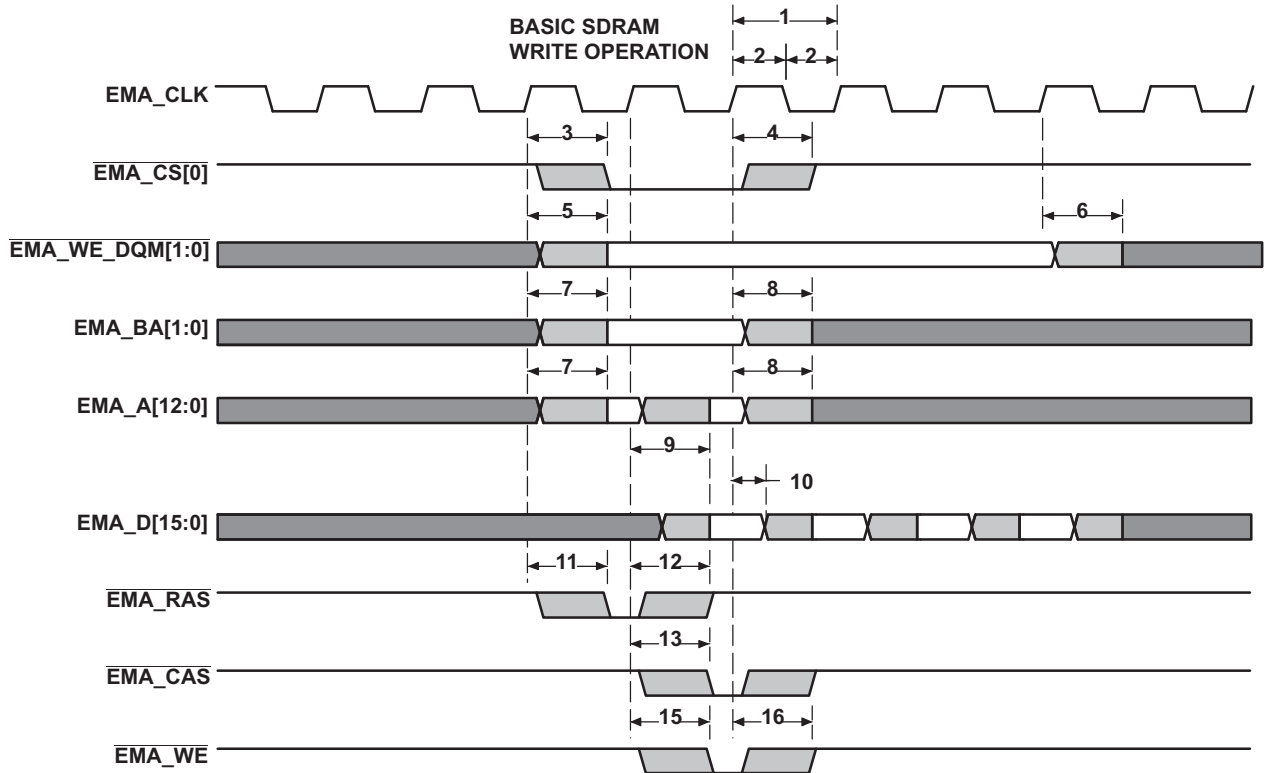 BASIC SDRAM
WRITE OPERATION
1
2 2
EMA_CLK
3 4
EMA_CS[0]
5 6
EMA_WE_DQM[1:0]
7 8
EMA_BA[1:0]
7 8
EMA_A[12:0]
9
10
EMA_D[15:0]
11 12
EMA_RAS
13
EMA_CAS
15 16
EMA_WE